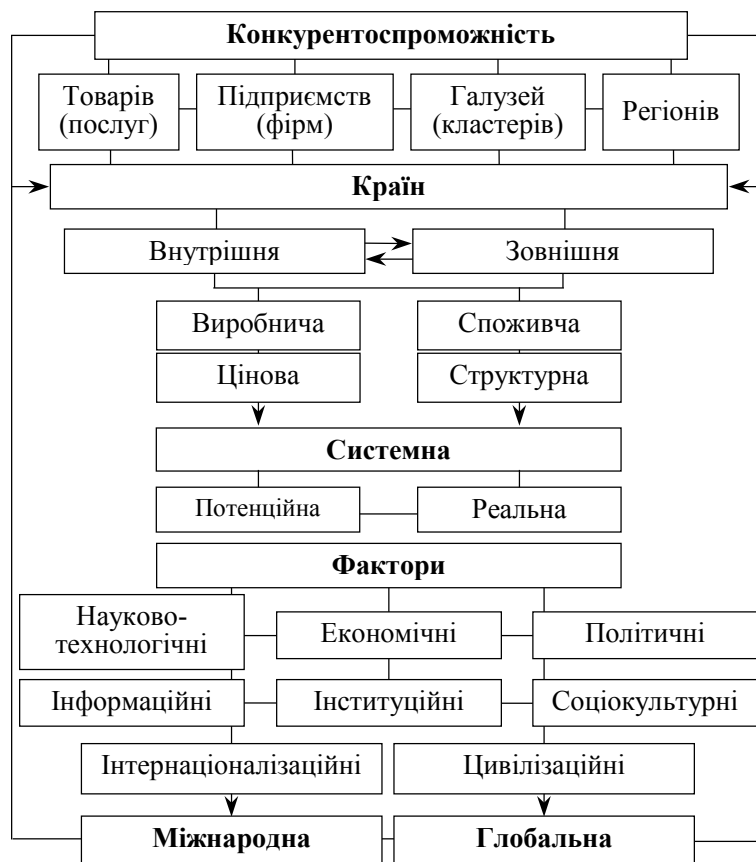 Конкурентоспроможність
Товарів
(послуг)
Підприємств
(фірм)
Галузей
(кластерів)
Регіонів
Країн
Внутрішня
Зовнішня
Виробнича
Споживча
Цінова
Структурна
Системна
Потенційна
Реальна
Фактори
Науково-
технологічні
Економічні
Політичні
Інформаційні
Інституційні
Соціокультурні
Інтернаціоналізаційні
Цивілізаційні
Міжнародна
Глобальна